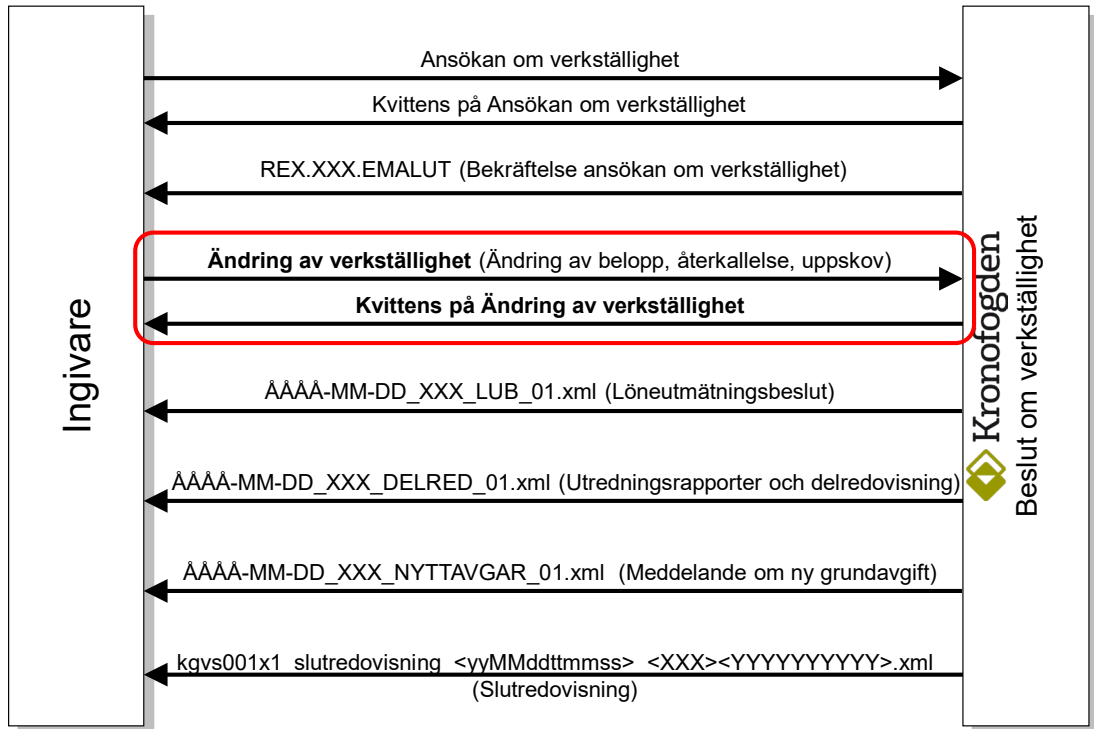 Ansökan om verkställighet
Kvittens på Ansökan om verkställighet
REX.XXX.EMALUT (Bekräftelse ansökan om verkställighet)
Ändring av verkställighet (Ändring av belopp, återkallelse, uppskov)
Kvittens på Ändring av verkställighet
Ingivare
Kronofogden
Beslut om verkställighet
ÅÅÅÅ-MM-DD_XXX_LUB_01.xml (Löneutmätningsbeslut)
ÅÅÅÅ-MM-DD_XXX_DELRED_01.xml (Utredningsrapporter och delredovisning)
ÅÅÅÅ-MM-DD_XXX_NYTTAVGAR_01.xml (Meddelande om ny grundavgift)
kgvs001x1_slutredovisning_<yyMMddttmmss>_<XXX><YYYYYYYYYY>.xml
(Slutredovisning)